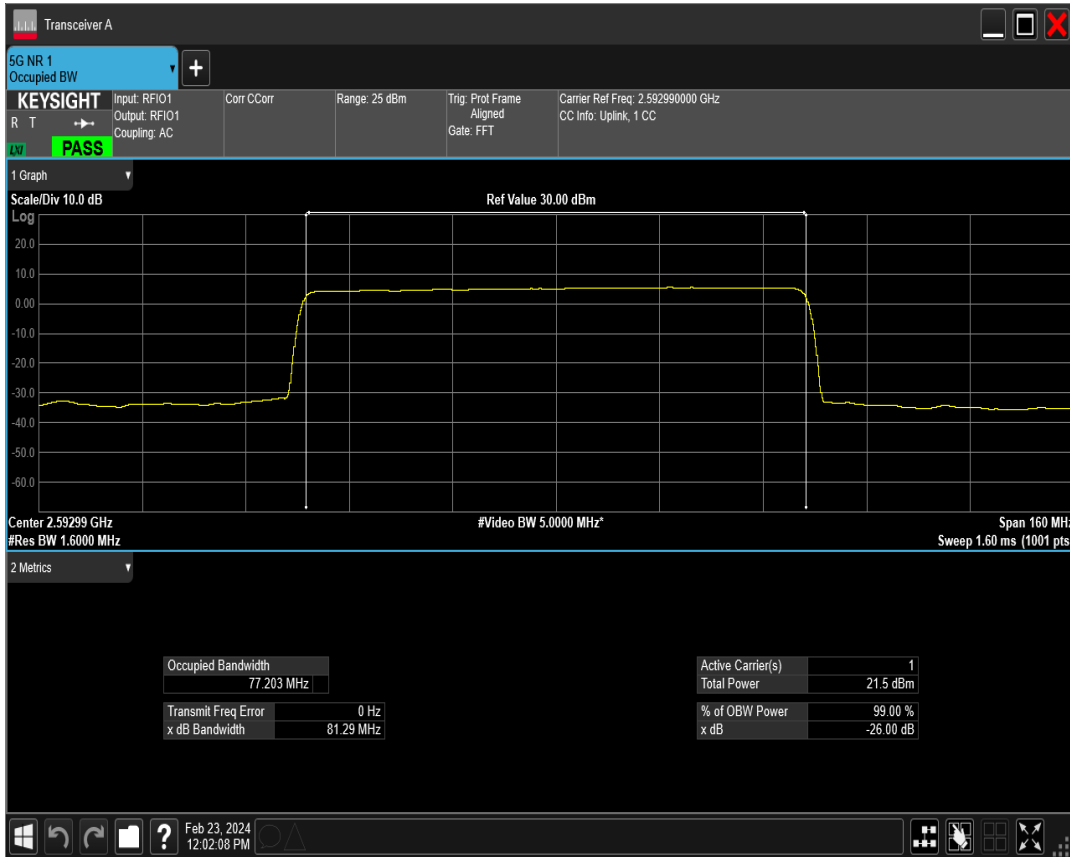 Transceiver A
5G NR 1
Occupied BW
+
KEYSIGHT
R T
LXI
PASS
Input: RFIO1
Output: RFIO1
Coupling: AC
Corr CCorr
Range: 25 dBm
Trig: Prot Frame
Aligned
Gate: FFT
Carrier Ref Freq: 2.592990000 GHz
CC Info: Uplink, 1 CC
1 Graph
Scale/Div 10.0 dB
Ref Value 30.00 dBm
Log
20.0
10.0
0.00
-10.0
-20.0
-30.0
-40.0
-50.0
-60.0
Center 2.59299 GHz
#Video BW 5.0000 MHz*
Span 160 MHz
#Res BW 1.6000 MHz
Sweep 1.60 ms (1001 pts
2 Metrics
Occupied Bandwidth
77.203 MHz
Transmit Freq Error 0 Hz
x dB Bandwidth 81.29 MHz
Active Carrier(s) 1
Total Power 21.5 dBm
% of OBW Power 99.00 %
x dB -26.00 dB
?
Feb 23, 2024
12:02:08 PM